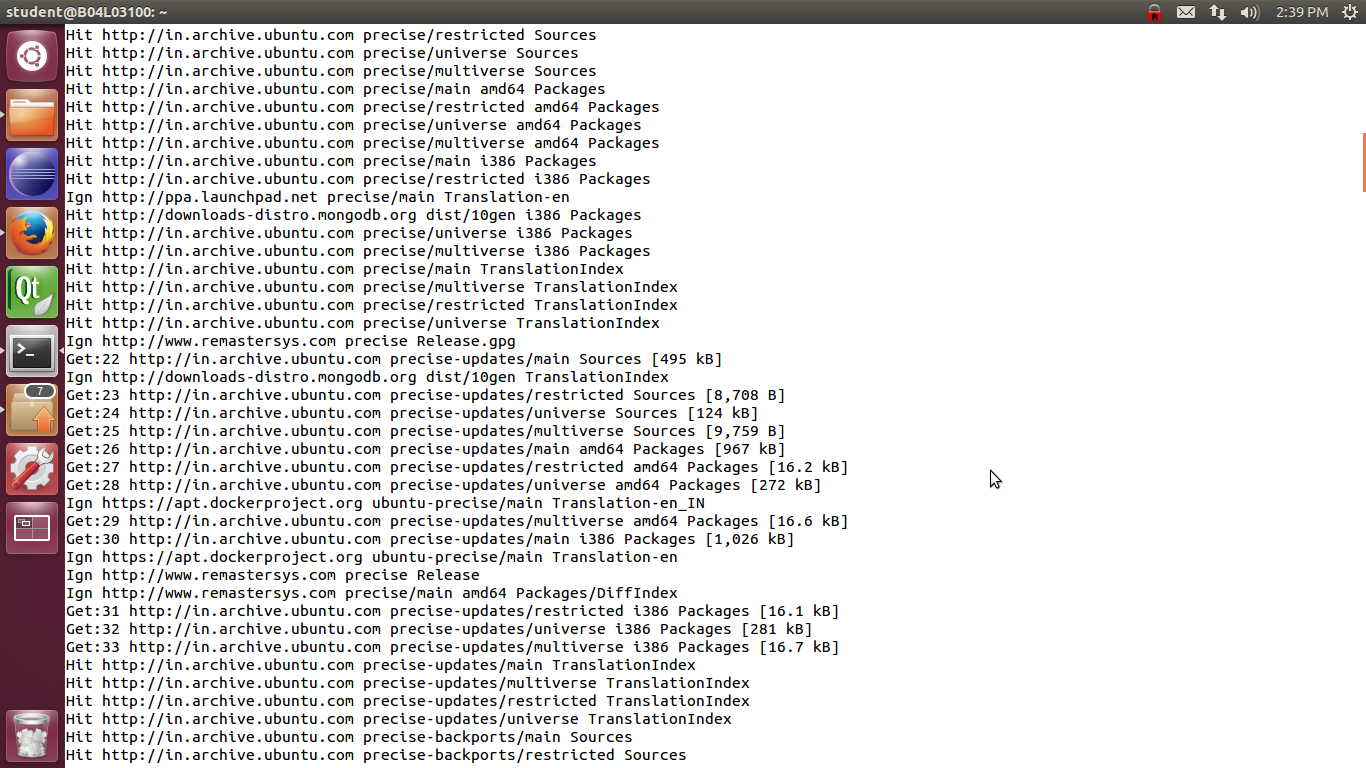 student@B04L03100: ~
2:39 PM
Hit http://in.archive.ubuntu.com precise/restricted Sources
Hit http://in.archive.ubuntu.com precise/universe Sources
Hit http://in.archive.ubuntu.com precise/multiverse Sources
Hit http://in.archive.ubuntu.com precise/main amd64 Packages
Hit http://in.archive.ubuntu.com precise/restricted amd64 Packages
Hit http://in.archive.ubuntu.com precise/universe amd64 Packages
Hit http://in.archive.ubuntu.com precise/multiverse amd64 Packages
Hit http://in.archive.ubuntu.com precise/main i386 Packages
Hit http://in.archive.ubuntu.com precise/restricted i386 Packages
Ign http://ppa.launchpad.net precise/main Translation-en
Hit http://downloads-distro.mongodb.org dist/10gen i386 Packages
Hit http://in.archive.ubuntu.com precise/universe i386 Packages
Hit http://in.archive.ubuntu.com precise/multiverse i386 Packages
Hit http://in.archive.ubuntu.com precise/main TranslationIndex
Hit http://in.archive.ubuntu.com precise/multiverse TranslationIndex
Hit http://in.archive.ubuntu.com precise/restricted TranslationIndex
Hit http://in.archive.ubuntu.com precise/universe TranslationIndex
Ign http://www.remastersys.com precise Release.gpg
Get:22 http://in.archive.ubuntu.com precise-updates/main Sources [495 kB]
Ign http://downloads-distro.mongodb.org dist/10gen TranslationIndex
Get:23 http://in.archive.ubuntu.com precise-updates/restricted Sources [8,708 B]
Get:24 http://in.archive.ubuntu.com precise-updates/universe Sources [124 kB]
Get:25 http://in.archive.ubuntu.com precise-updates/multiverse Sources [9,759 B]
Get:26 http://in.archive.ubuntu.com precise-updates/main amd64 Packages [967 kB]
Get:27 http://in.archive.ubuntu.com precise-updates/restricted amd64 Packages [16.2 kB]
Get:28 http://in.archive.ubuntu.com precise-updates/universe amd64 Packages [272 kB]
Ign https://apt.dockerproject.org ubuntu-precise/main Translation-en_IN
Get:29 http://in.archive.ubuntu.com precise-updates/multiverse amd64 Packages [16.6 kB]
Get:30 http://in.archive.ubuntu.com precise-updates/main i386 Packages [1,026 kB]
Ign https://apt.dockerproject.org ubuntu-precise/main Translation-en
Ign http://www.remastersys.com precise Release
Ign http://www.remastersys.com precise/main amd64 Packages/DiffIndex
Get:31 http://in.archive.ubuntu.com precise-updates/restricted i386 Packages [16.1 kB]
Get:32 http://in.archive.ubuntu.com precise-updates/universe i386 Packages [281 kB]
Get:33 http://in.archive.ubuntu.com precise-updates/multiverse i386 Packages [16.7 kB]
Hit http://in.archive.ubuntu.com precise-updates/main TranslationIndex
Hit http://in.archive.ubuntu.com precise-updates/multiverse TranslationIndex
Hit http://in.archive.ubuntu.com precise-updates/restricted TranslationIndex
Hit http://in.archive.ubuntu.com precise-updates/universe TranslationIndex
Hit http://in.archive.ubuntu.com precise-backports/main Sources
Hit http://in.archive.ubuntu.com precise-backports/restricted Sources
Qt
>_
7